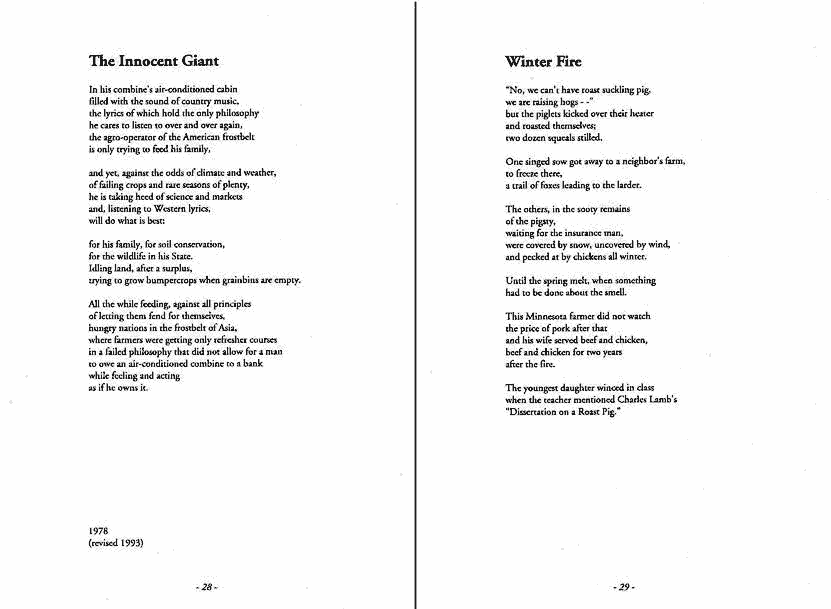 The Innocent Giant
In his combine's air-conditioned cabin
filled with the sound of country music,
the lyrics of which hold the only philosophy
he cares to listen to over and over again,
the agro-operator of the American frostbelt
is only trying to feed his family,
and yet, against the odds of climate and weather,
of failing crops and rare seasons of plenty,
he is taking heed of science and markets
and, listening to Western lyrics,
will do what is best:
for his family, for soil conservation,
for the wildlife in his State.
Idling land, after a surplus,
trying to grow bumpercrops when grainbins are empty.
All the while feeding, against all principles
of letting them fend for themselves,
hungry nations in the frostbelt of Asia,
where farmers were getting only refresher courses
in a failed philosophy that did not allow for a man
to owe an air-conditioned combine to a bank
while feeling and acting
as if he owns it.
1978
(revised 1993)
- 28 -
Winter Fire
"No, we can't have roast suckling pig,
we are raising hogs - -"
but the piglets kicked over their heater
and roasted themselves;
two dozen squeals stilled.
One singed sow got away to a neighbor's farm,
to freeze there,
a trail of foxes leading to the larder.
The others, in the sooty remains
of the pigsty,
waiting for the insurance man,
were covered by snow, uncovered by wind,
and pecked at by chickens all winter.
Until the spring melt, when something
had to be done about the smell.
This Minnesota farmer did not watch
the price of pork after that
and his wife served beef and chicken,
beef and chicken for two years
after the fire.
The youngest daughter winced in class
when the teacher mentioned Charles Lamb's
"Dissertation on a Roast Pig."
- 29 -